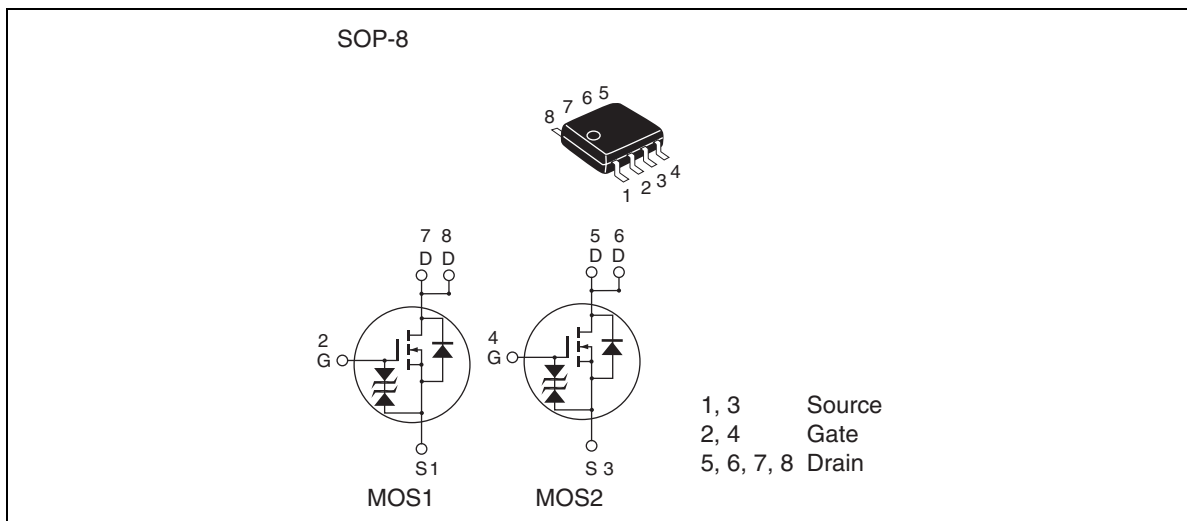 SOP-8
8 7 6 5
1 2 3 4
7 8
D D
2
G
S 1
MOS1
5 6
D D
4
G
S 3
MOS2
1, 3 Source
2, 4 Gate
5, 6, 7, 8 Drain